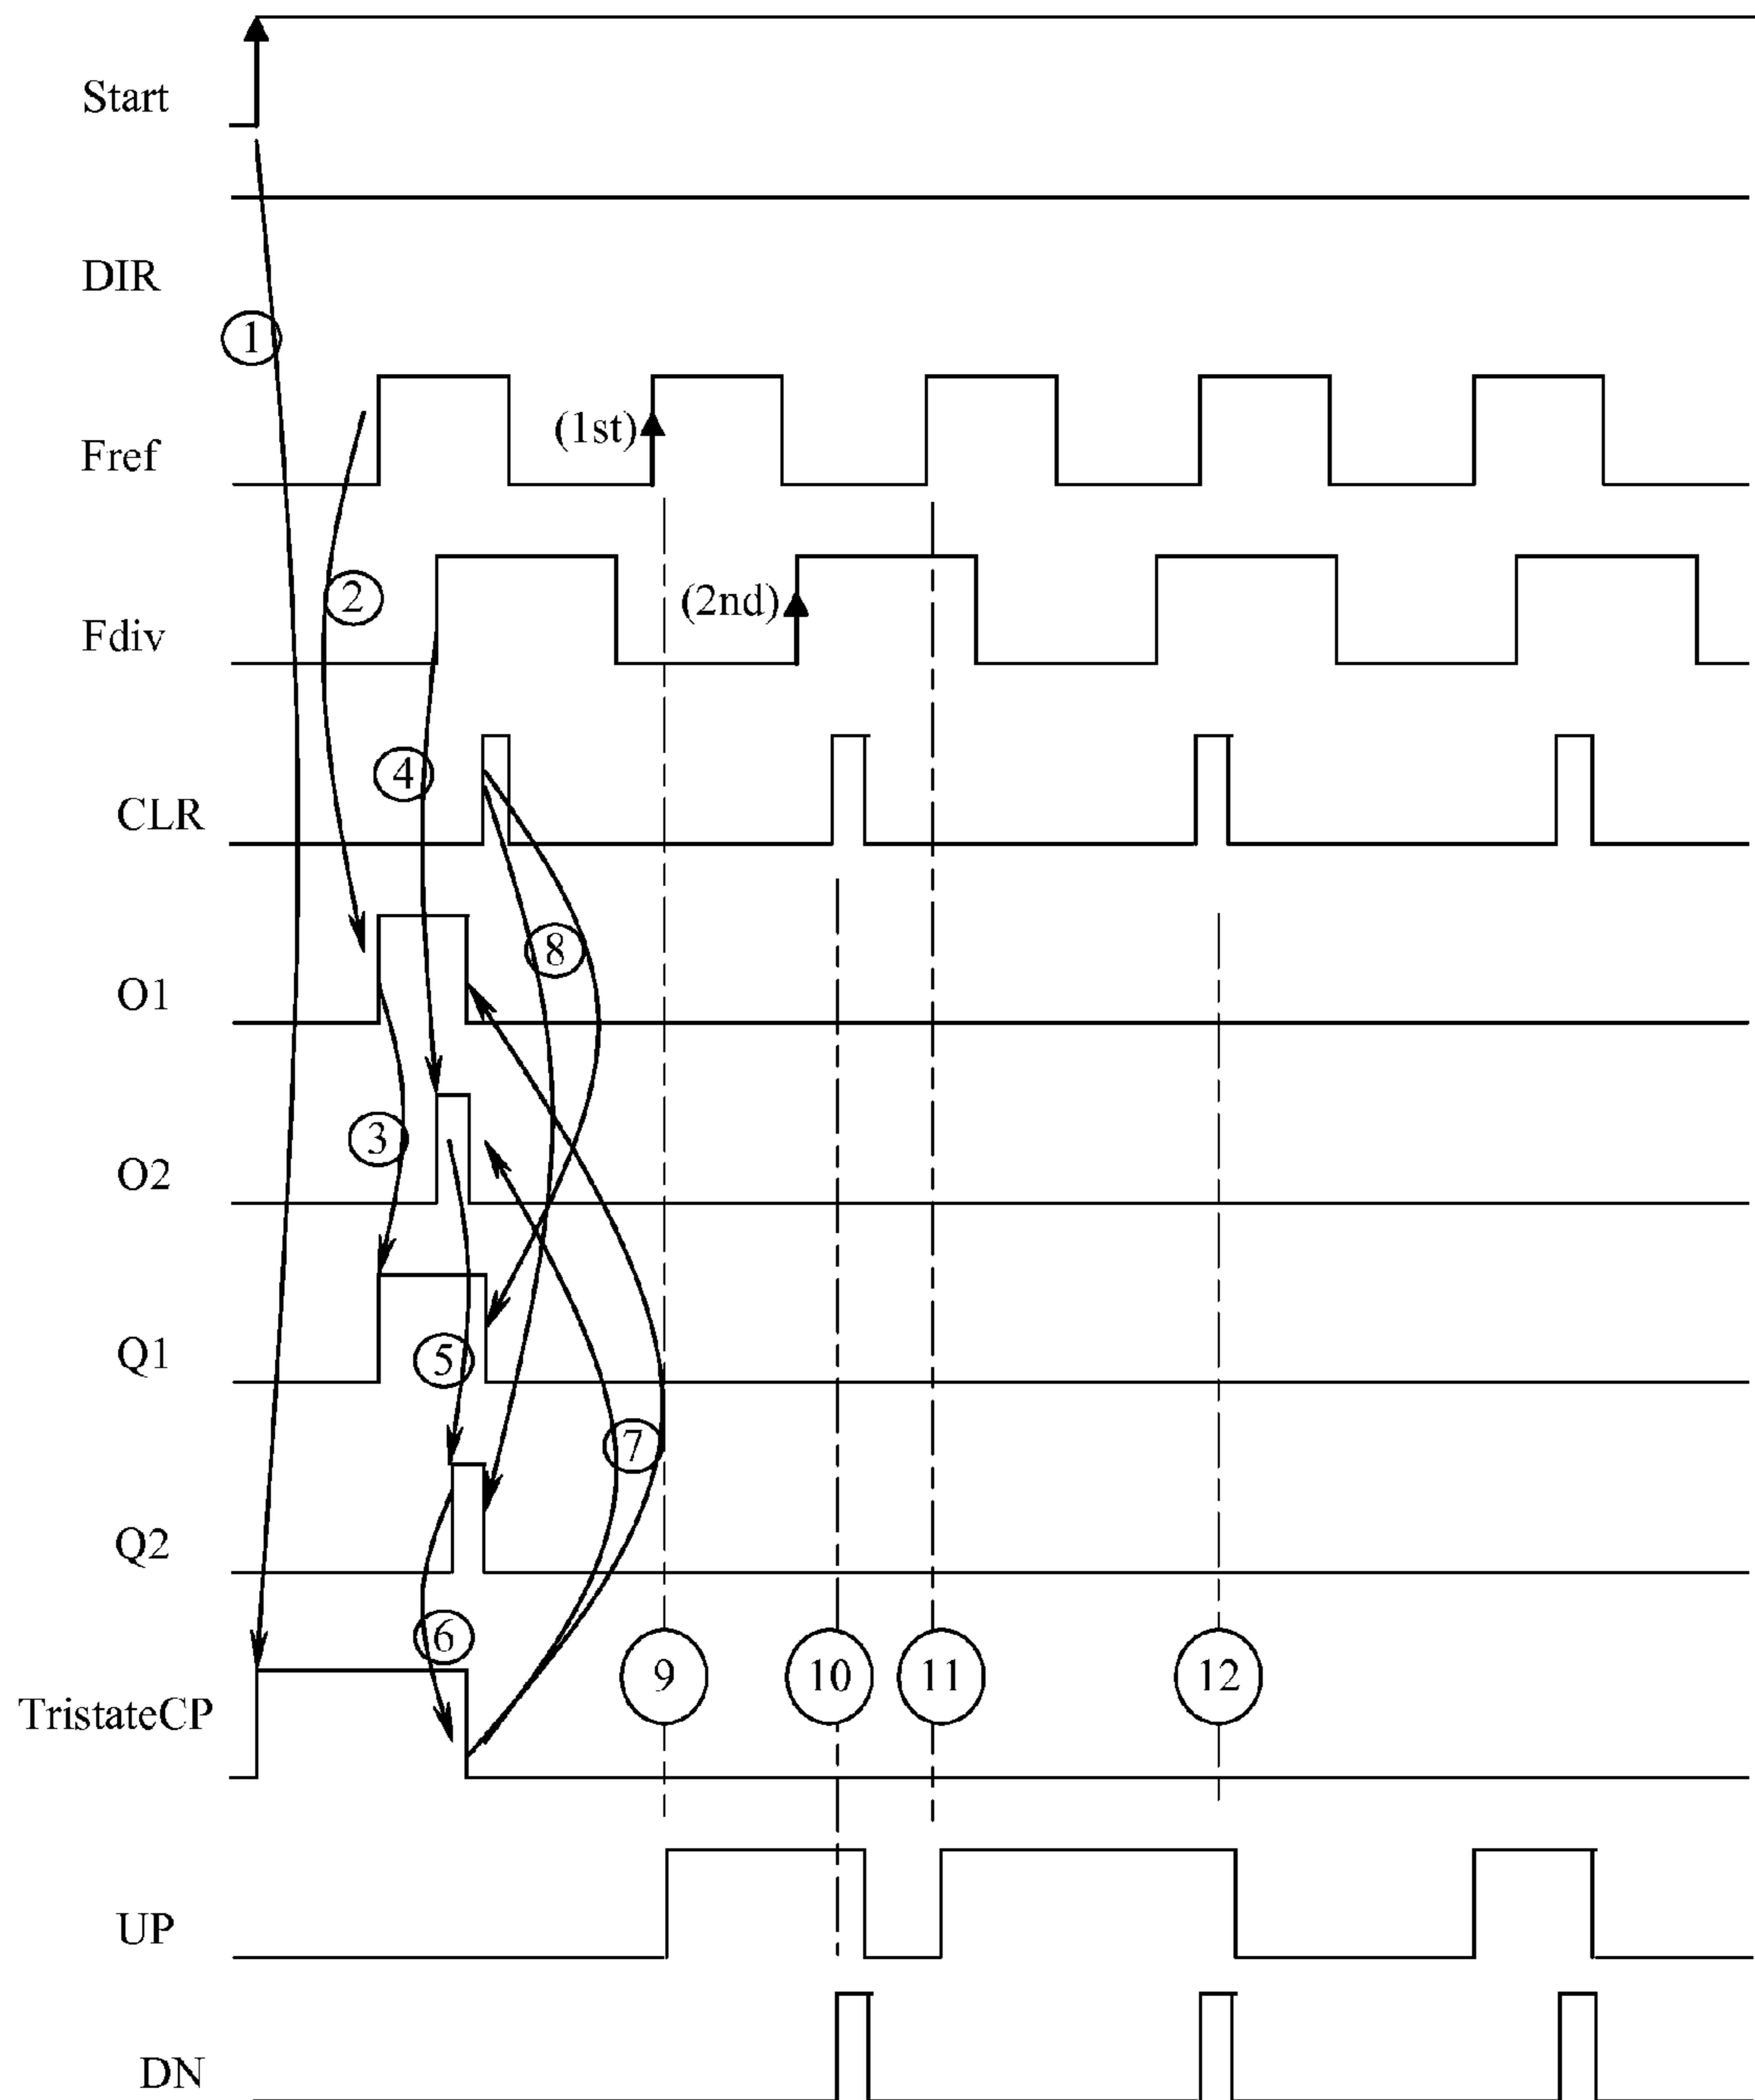 Start
DIR
1
(1st)
Fref
2
(2nd)
Fdiv
4
CLR
8
O1
3
O2
Q1
5
7
Q2
6
9
10
11
12
TristateCP
UP
DN